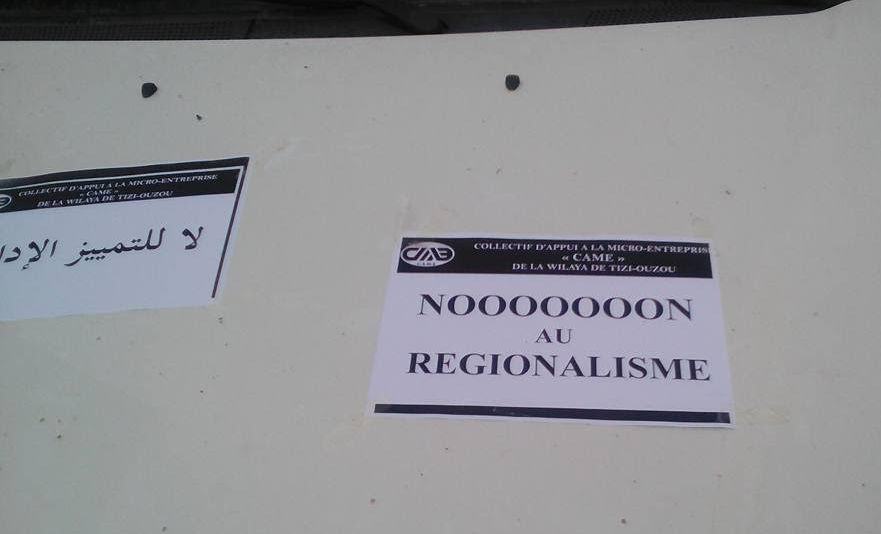 COLLECTIF D'APPUI A LA MICRO-ENTREPRISE
« CAME »
DE LA WILAYA DE TIZI-OUZOU
لا للتمييز
COLLECTIF D'APPUI A LA MICRO-ENTREPRISE
« CAME »
DE LA WILAYA DE TIZI-OUZOU
CAME
NOOOOOOON
AU
REGIONALISME